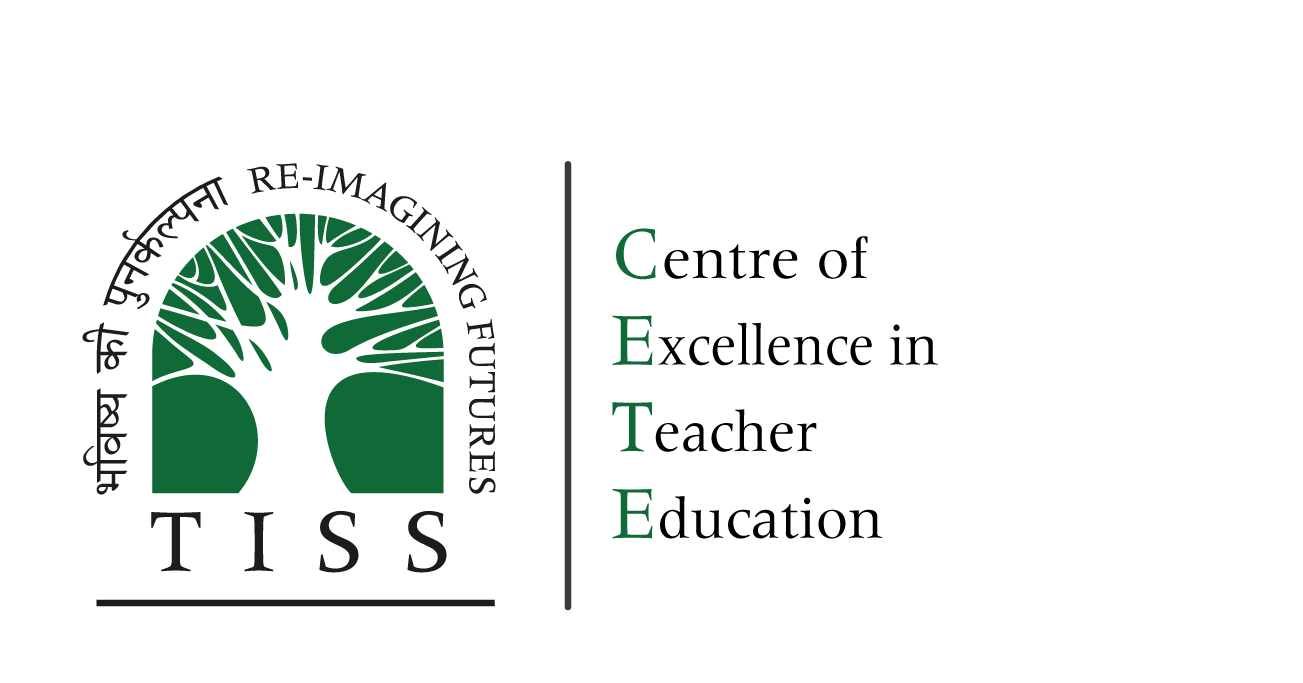 भविष्य की पुनर्कल्पना RE-IMAGINING FUTURES
TISS
Centre of
Excellence in
Teacher
Education